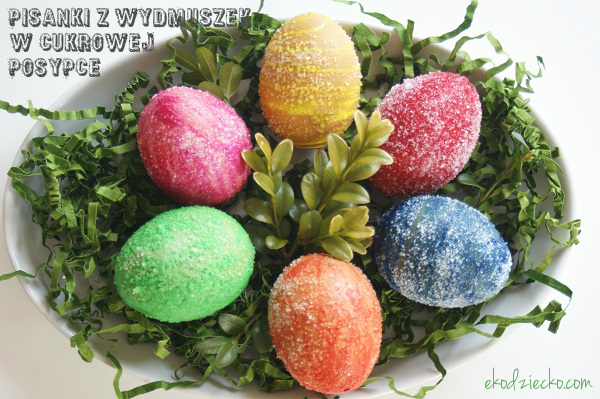 PISANKI Z WYDMUSZEK
W CUKROWEJ
POSYPCE
ekodziecko.com